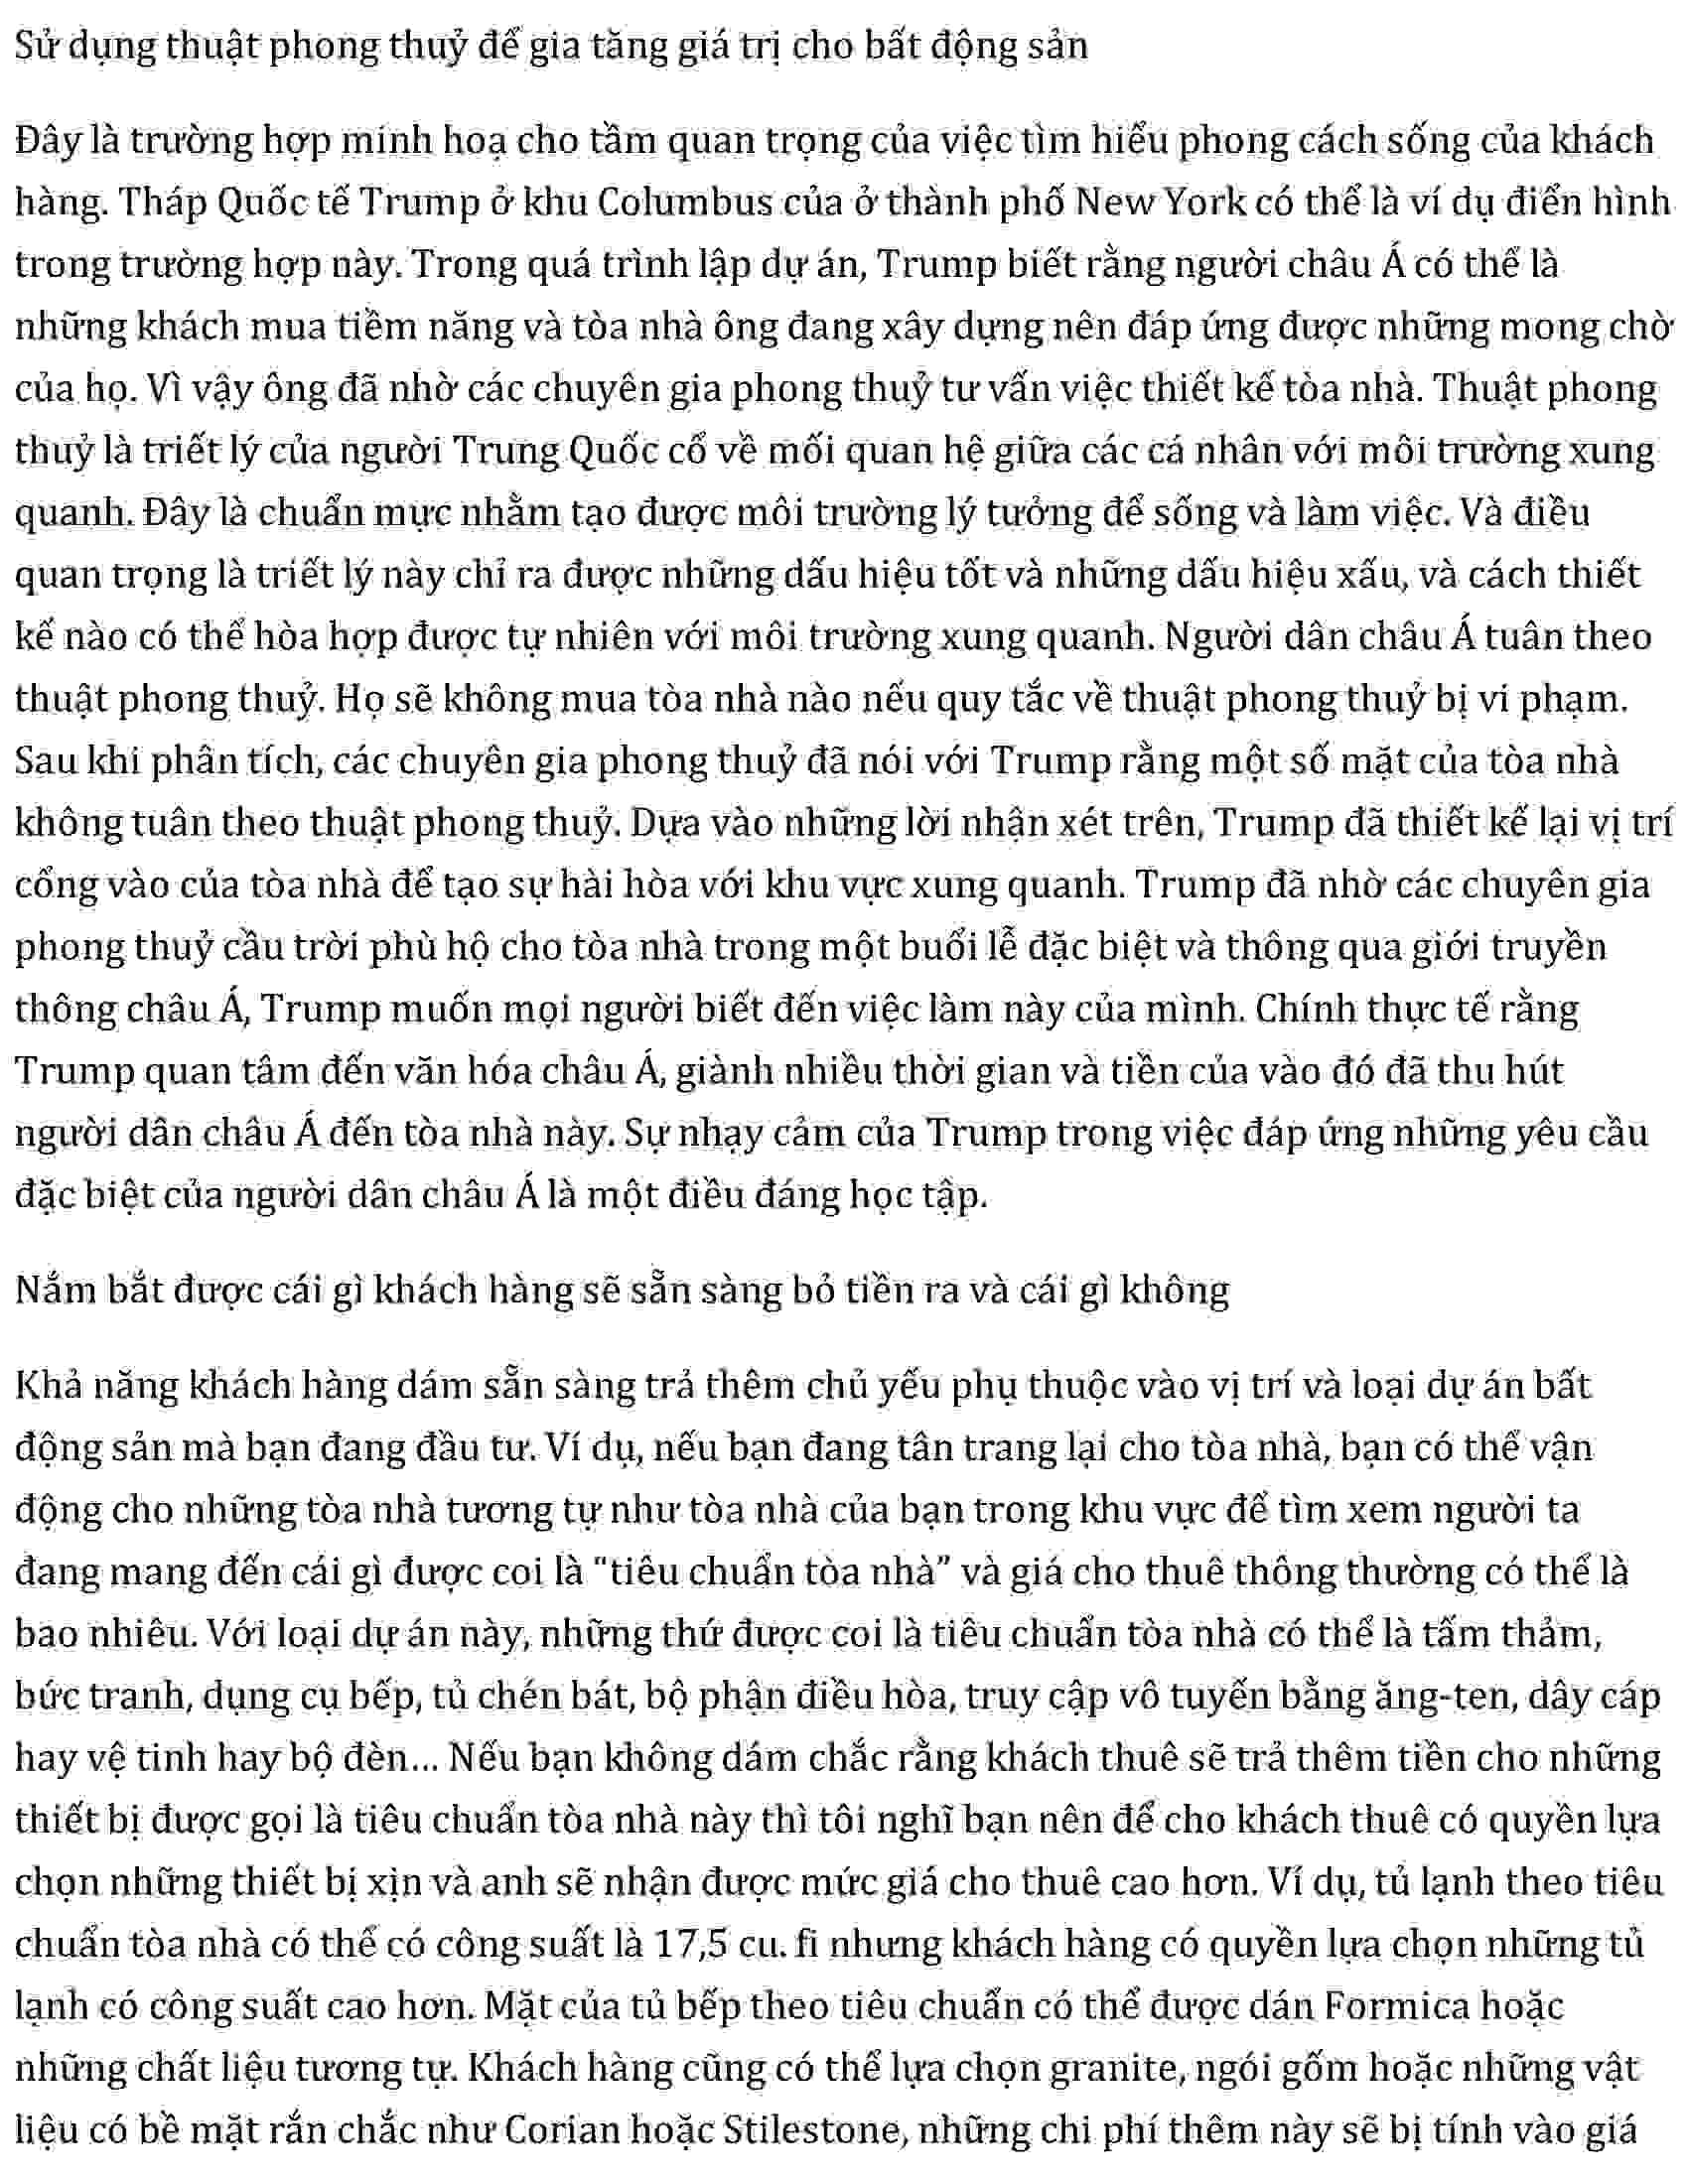 Sử dụng thuật phong thuỷ để gia tăng giá trị cho bất động sản
Đây là trường hợp minh hoạ cho tầm quan trọng của việc tìm hiểu phong cách sống của khách
hàng. Tháp Quốc tế Trump ở khu Columbus của ở thành phố New York có thể là ví dụ điển hình
trong trường hợp này. Trong quá trình lập dự án, Trump biết rằng người châu Á có thể là
những khách mua tiềm năng và tòa nhà ông đang xây dựng nên đáp ứng được những mong chờ
của họ. Vì vậy ông đã nhờ các chuyên gia phong thuỷ tư vấn việc thiết kế tòa nhà. Thuật phong
thuỷ là triết lý của người Trung Quốc cổ về mối quan hệ giữa các cá nhân với môi trường xung
quanh. Đây là chuẩn mực nhằm tạo được môi trường lý tưởng để sống và làm việc. Và điều
quan trọng là triết lý này chỉ ra được những dấu hiệu tốt và những dấu hiệu xấu, và cách thiết
kế nào có thể hòa hợp được tự nhiên với môi trường xung quanh. Người dân châu Á tuân theo
thuật phong thuỷ. Họ sẽ không mua tòa nhà nào nếu quy tắc về thuật phong thuỷ bị vi phạm.
Sau khi phân tích, các chuyên gia phong thuỷ đã nói với Trump rằng một số mặt của tòa nhà
không tuân theo thuật phong thuỷ. Dựa vào những lời nhận xét trên, Trump đã thiết kế lại vị trí
cổng vào của tòa nhà để tạo sự hài hòa với khu vực xung quanh. Trump đã nhờ các chuyên gia
phong thuỷ cầu trời phù hộ cho tòa nhà trong một buổi lễ đặc biệt và thông qua giới truyền
thông châu Á, Trump muốn mọi người biết đến việc làm này của mình. Chính thực tế rằng
Trump quan tâm đến văn hóa châu Á, giành nhiều thời gian và tiền của vào đó đã thu hút
người dân châu Á đến tòa nhà này. Sự nhạy cảm của Trump trong việc đáp ứng những yêu cầu
đặc biệt của người dân châu Á là một điều đáng học tập.
Nắm bắt được cái gì khách hàng sẽ sẵn sàng bỏ tiền ra và cái gì không
Khả năng khách hàng dám sẵn sàng trả thêm chủ yếu phụ thuộc vào vị trí và loại dự án bất
động sản mà bạn đang đầu tư. Ví dụ, nếu bạn đang tân trang lại cho tòa nhà, bạn có thể vận
động cho những tòa nhà tương tự như tòa nhà của bạn trong khu vực để tìm xem người ta
đang mang đến cái gì được coi là “tiêu chuẩn tòa nhà” và giá cho thuê thông thường có thể là
bao nhiêu. Với loại dự án này, những thứ được coi là tiêu chuẩn tòa nhà có thể là tấm thảm,
bức tranh, dụng cụ bếp, tủ chén bát, bộ phận điều hòa, truy cập vô tuyến bằng ăng-ten, dây cáp
hay vệ tinh hay bộ đèn... Nếu bạn không dám chắc rằng khách thuê sẽ trả thêm tiền cho những
thiết bị được gọi là tiêu chuẩn tòa nhà này thì tôi nghĩ bạn nên để cho khách thuê có quyền lựa
chọn những thiết bị xịn và anh sẽ nhận được mức giá cho thuê cao hơn. Ví dụ, tủ lạnh theo tiêu
chuẩn tòa nhà có thể có công suất là 17,5 cu. fi nhưng khách hàng có quyền lựa chọn những tủ
lạnh có công suất cao hơn. Mặt của tủ bếp theo tiêu chuẩn có thể được dán Formica hoặc
những chất liệu tương tự. Khách hàng cũng có thể lựa chọn granite, ngói gốm hoặc những vật
liệu có bề mặt rắn chắc như Corian hoặc Stilestone, những chi phí thêm này sẽ bị tính vào giá